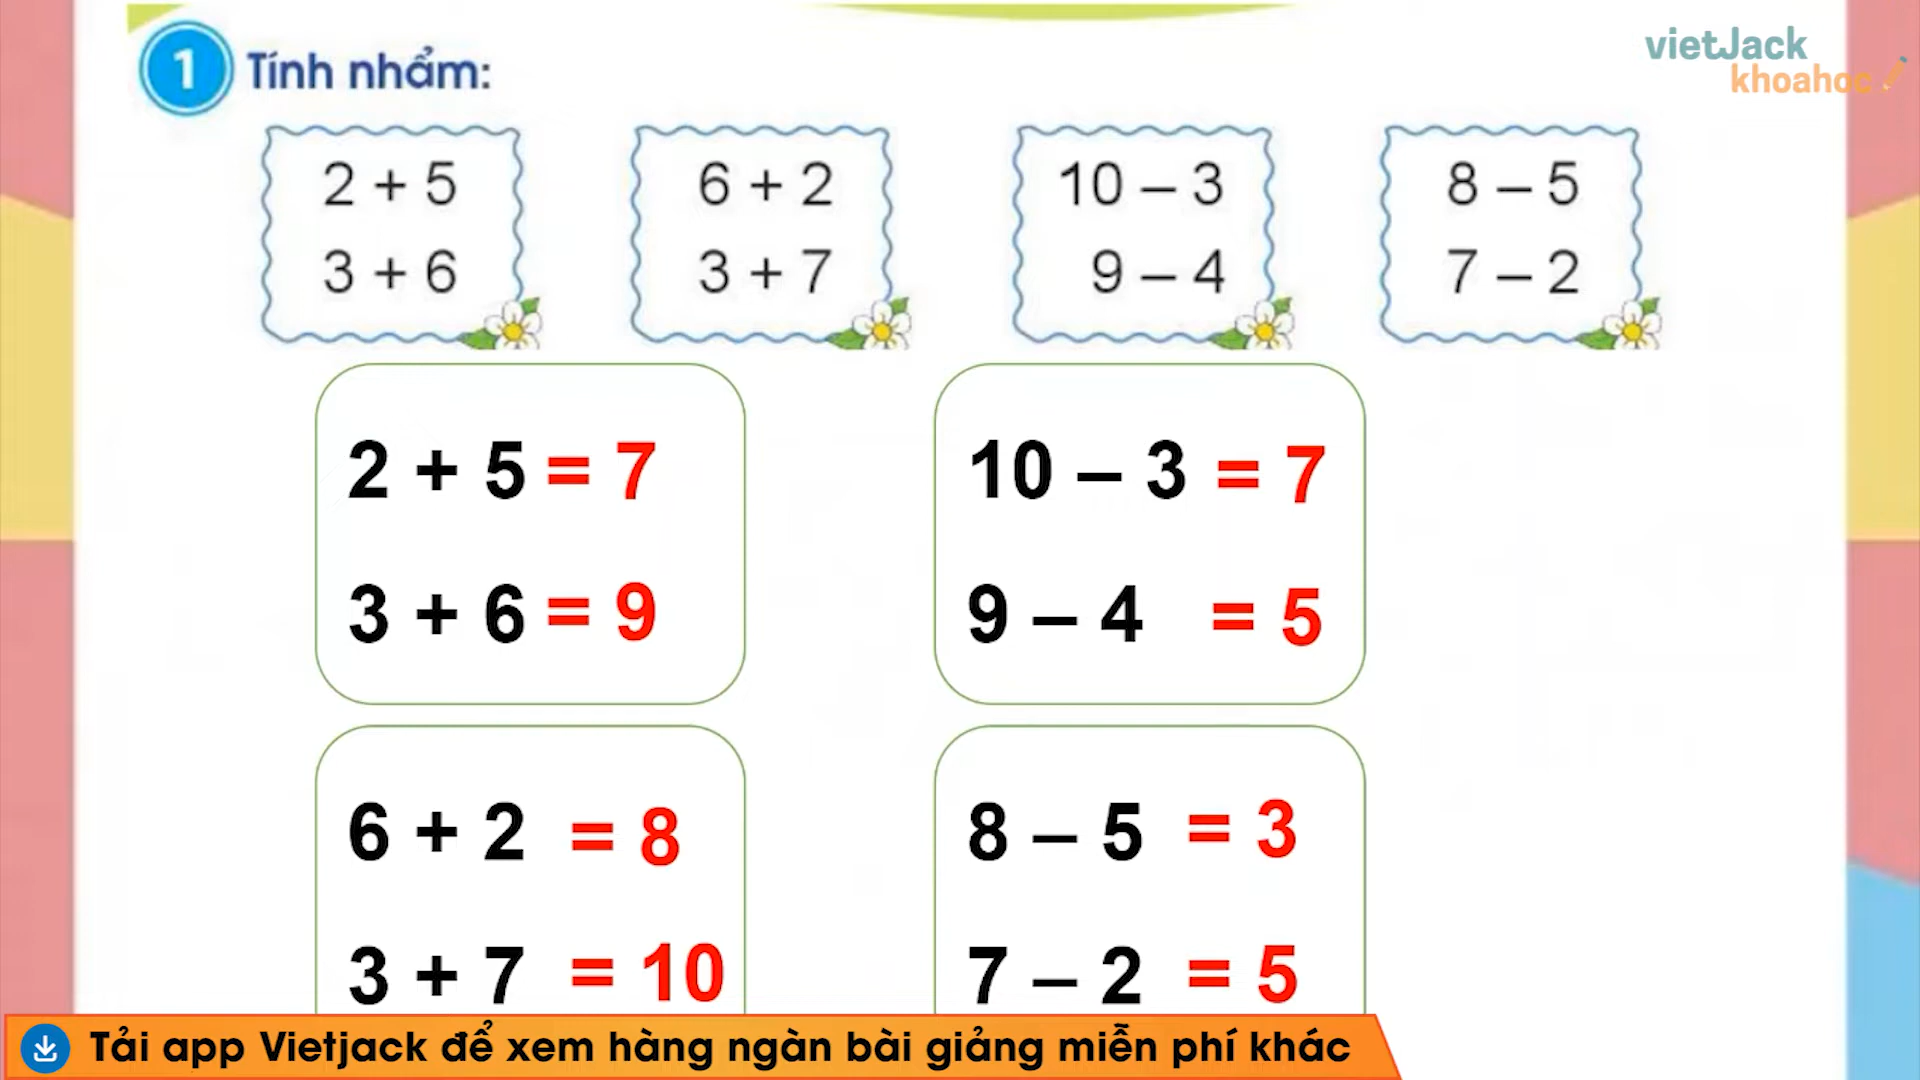 1 Tính nhẩm:
vietJack
khoahoc
2 + 5
3 + 6
6 + 2
3 + 7
10 – 3
9 – 4
8 – 5
7 – 2
2 + 5 = 7
3 + 6 = 9
10 – 3 = 7
9 – 4 = 5
6 + 2 = 8
3 + 7 = 10
8 – 5 = 3
7 – 2 = 5
Tải app Vietjack để xem hàng ngàn bài giảng miễn phí khác